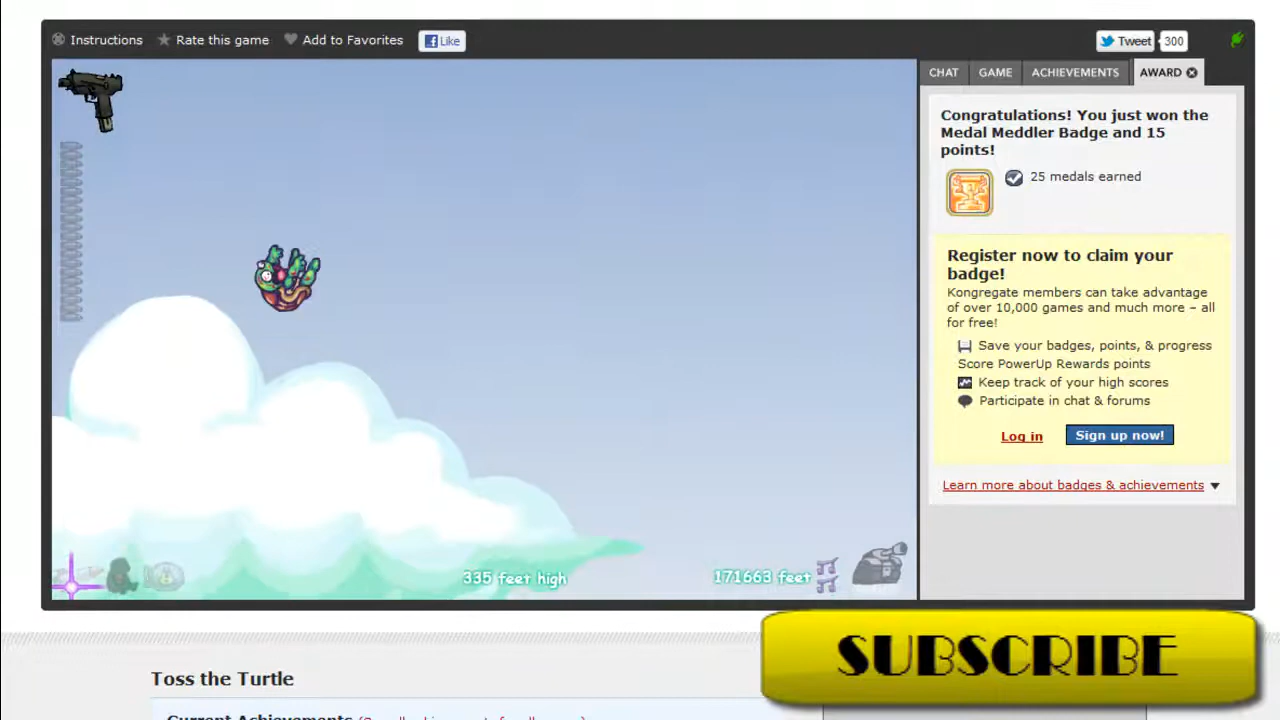 Instructions Rate this game Add to Favorites Like Tweet 300
CHAT GAME ACHIEVEMENTS AWARD
Congratulations! You just won the
Medal Meddler Badge and 15
points!
25 medals earned
Register now to claim your
badge!
Kongregate members can take advantage
of over 10,000 games and much more – all
for free!
Save your badges, points, & progress
Score PowerUp Rewards points
Keep track of your high scores
Participate in chat & forums
Log in Sign up now!
Learn more about badges & achievements
335 feet high 171663 feet
SUBSCRIBE
Toss the Turtle
Current Achievements